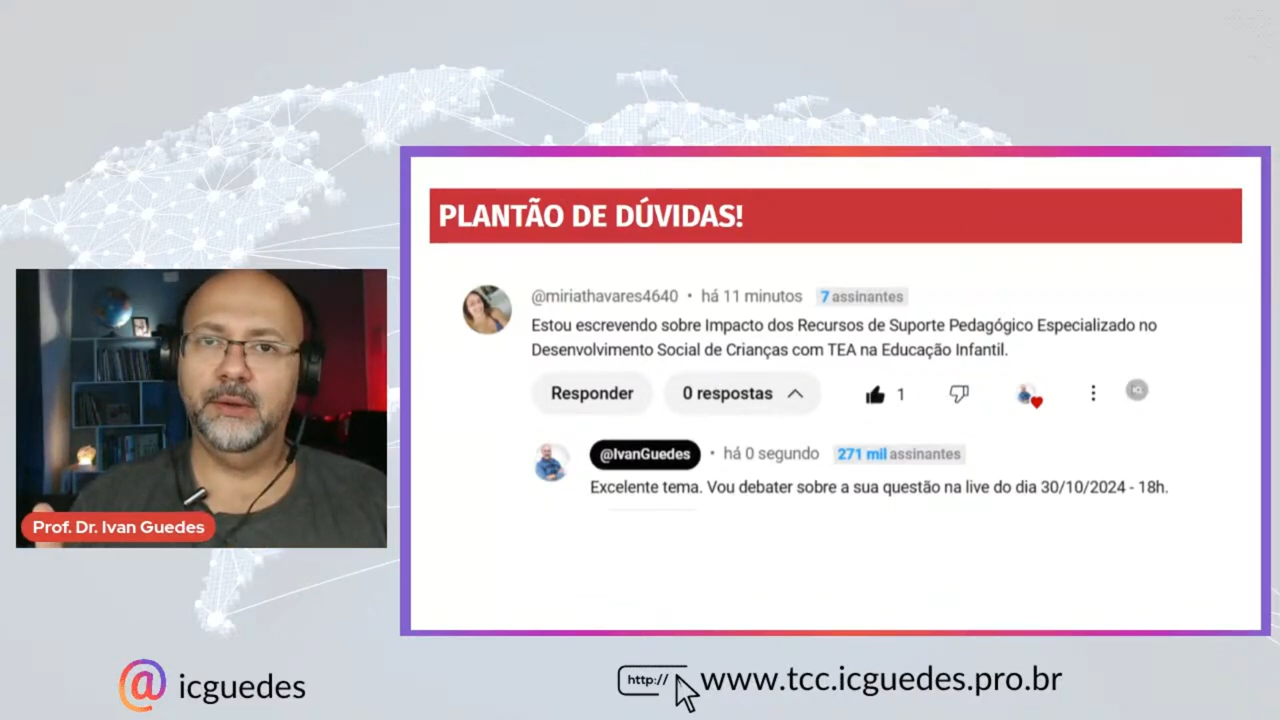 PLANTÃO DE DÚVIDAS!
@miriathavares4640 • há 11 minutos 7 assinantes
Estou escrevendo sobre Impacto dos Recursos de Suporte Pedagógico Especializado no
Desenvolvimento Social de Crianças com TEA na Educação Infantil.
Responder 0 respostas 1
@IvanGuedes • há 0 segundo 271 mil assinantes
Excelente tema. Vou debater sobre a sua questão na live do dia 30/10/2024 - 18h.
Prof. Dr. Ivan Guedes
@ icguedes
http:// www.tcc.icguedes.pro.br